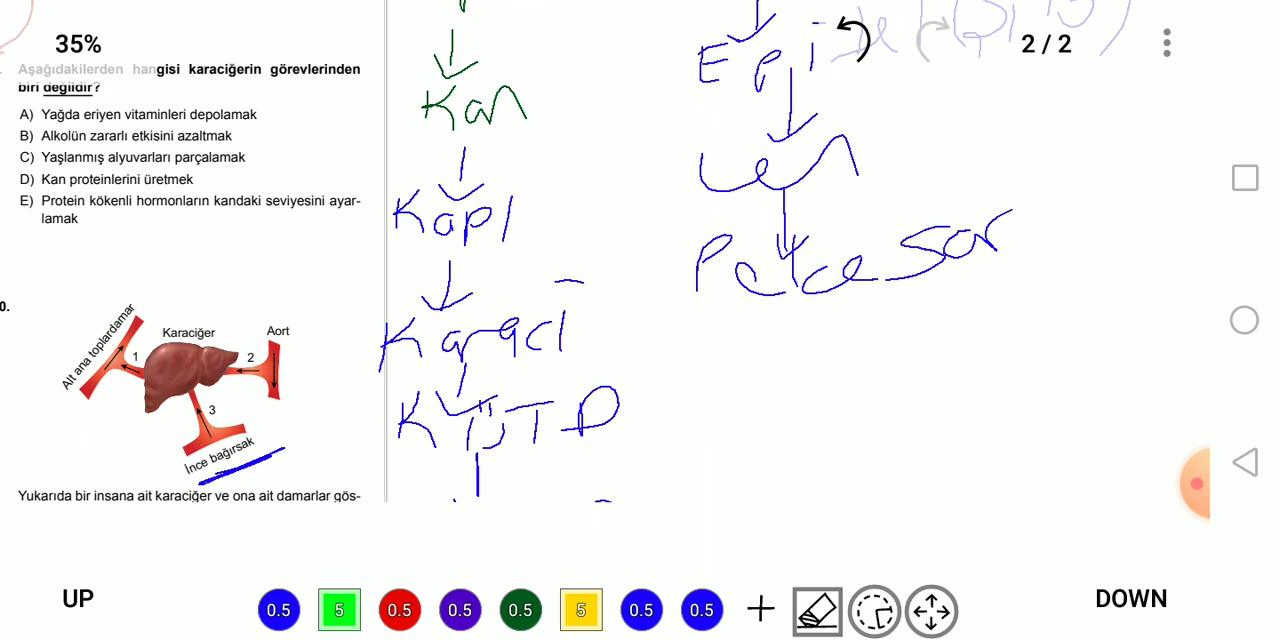 35%
2 / 2
Aşağıdakilerden hangisi karaciğerin görevlerinden
biri değildir?
A) Yağda eriyen vitaminleri depolamak
B) Alkolün zararlı etkisini azaltmak
C) Yaşlanmış alyuvarları parçalamak
D) Kan proteinlerini üretmek
E) Protein kökenli hormonların kandaki seviyesini ayar-
lamak
0.
Alt ana toplardamar
Karaciğer
Aort
1
2
3
İnce bağırsak
Yukarıda bir insana ait karaciğer ve ona ait damarlar gös-
Kan
Kapı
Karaci
KÜTD
Epi
Len
UP
0.5
5
0.5
0.5
0.5
5
0.5
0.5
DOWN